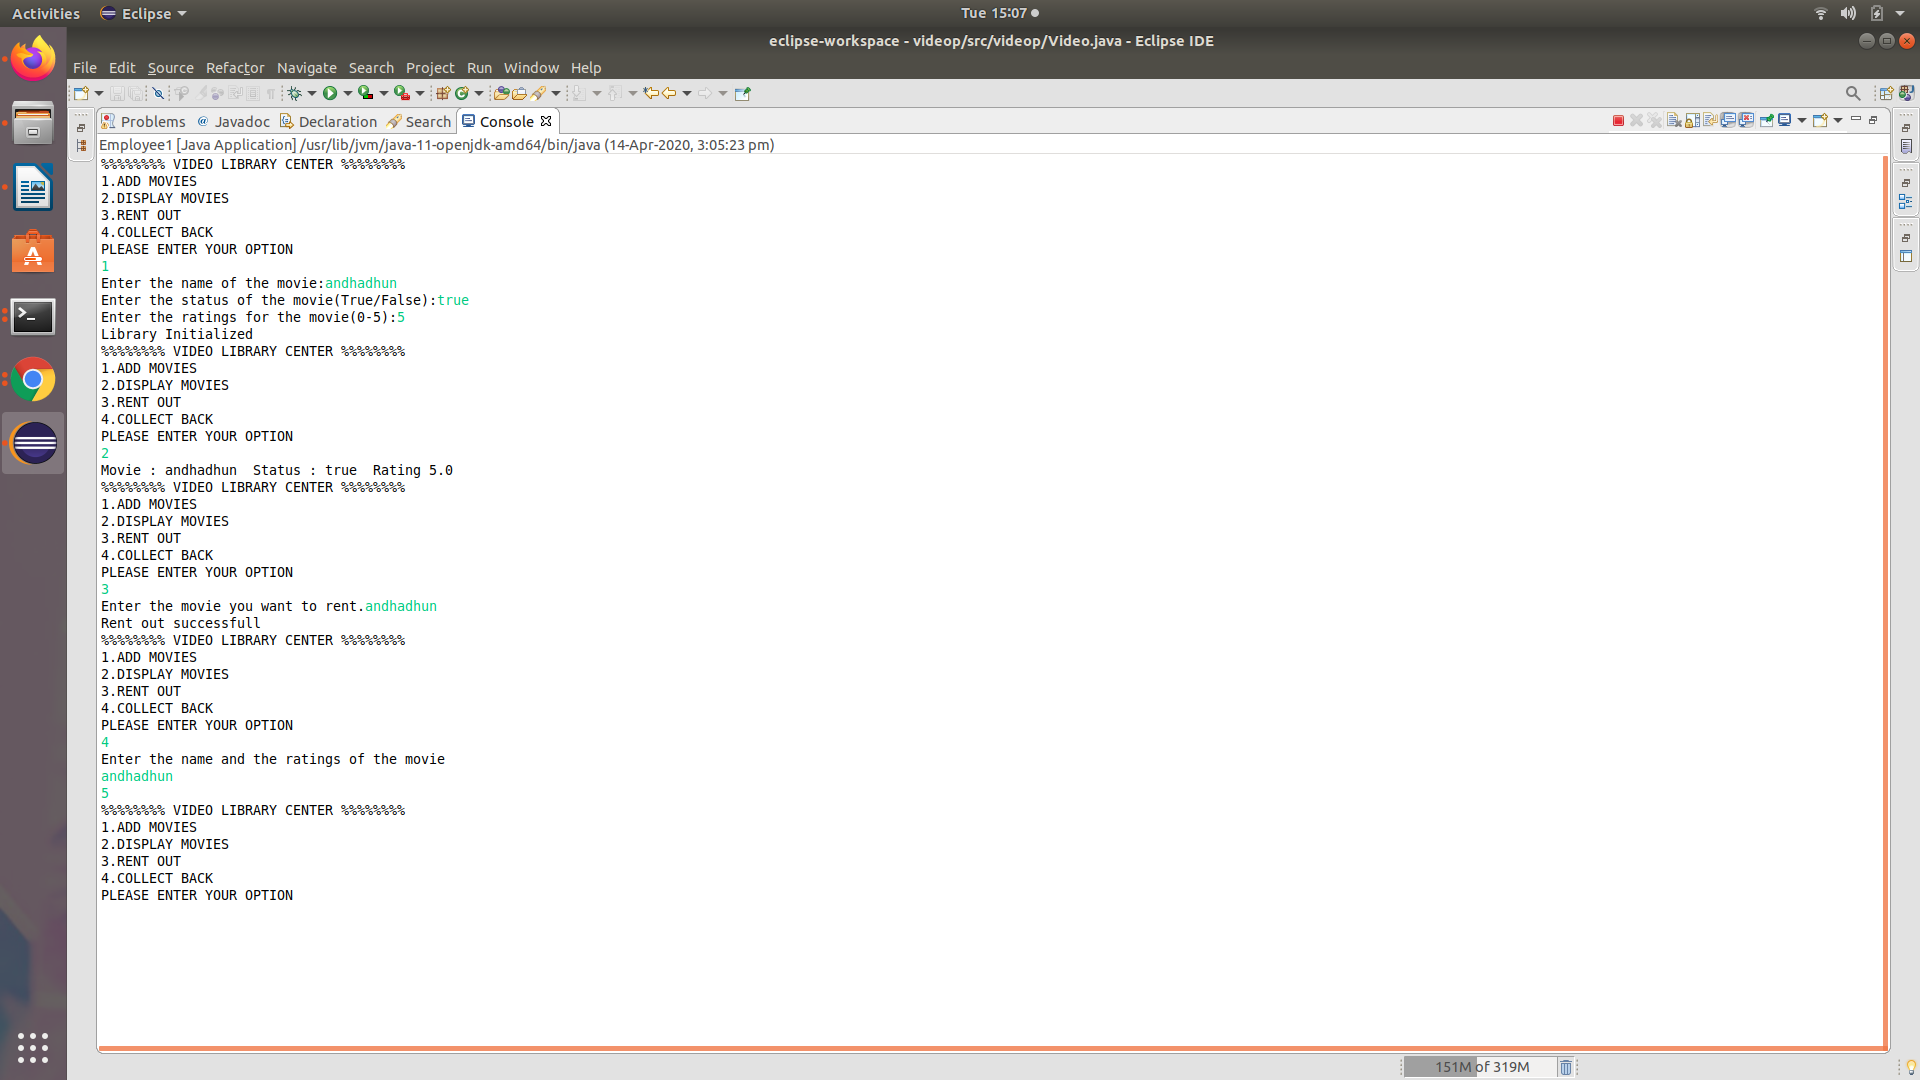 Activities Eclipse Tue 15:07
eclipse-workspace - videop/src/videop/Video.java - Eclipse IDE
File Edit Source Refactor Navigate Search Project Run Window Help
Problems Javadoc Declaration Search Console
Employee1 [Java Application] /usr/lib/jvm/java-11-openjdk-amd64/bin/java (14-Apr-2020, 3:05:23 pm)
%%%%%%%% VIDEO LIBRARY CENTER %%%%%%%%
1.ADD MOVIES
2.DISPLAY MOVIES
3.RENT OUT
4.COLLECT BACK
PLEASE ENTER YOUR OPTION
1
Enter the name of the movie:andhadhun
Enter the status of the movie(True/False):true
Enter the ratings for the movie(0-5):5
Library Initialized
%%%%%%%% VIDEO LIBRARY CENTER %%%%%%%%
1.ADD MOVIES
2.DISPLAY MOVIES
3.RENT OUT
4.COLLECT BACK
PLEASE ENTER YOUR OPTION
2
Movie : andhadhun  Status : true  Rating 5.0
%%%%%%%% VIDEO LIBRARY CENTER %%%%%%%%
1.ADD MOVIES
2.DISPLAY MOVIES
3.RENT OUT
4.COLLECT BACK
PLEASE ENTER YOUR OPTION
3
Enter the movie you want to rent.andhadhun
Rent out successfull
%%%%%%%% VIDEO LIBRARY CENTER %%%%%%%%
1.ADD MOVIES
2.DISPLAY MOVIES
3.RENT OUT
4.COLLECT BACK
PLEASE ENTER YOUR OPTION
4
Enter the name and the ratings of the movie
andhadhun
5
%%%%%%%% VIDEO LIBRARY CENTER %%%%%%%%
1.ADD MOVIES
2.DISPLAY MOVIES
3.RENT OUT
4.COLLECT BACK
PLEASE ENTER YOUR OPTION
151M of 319M